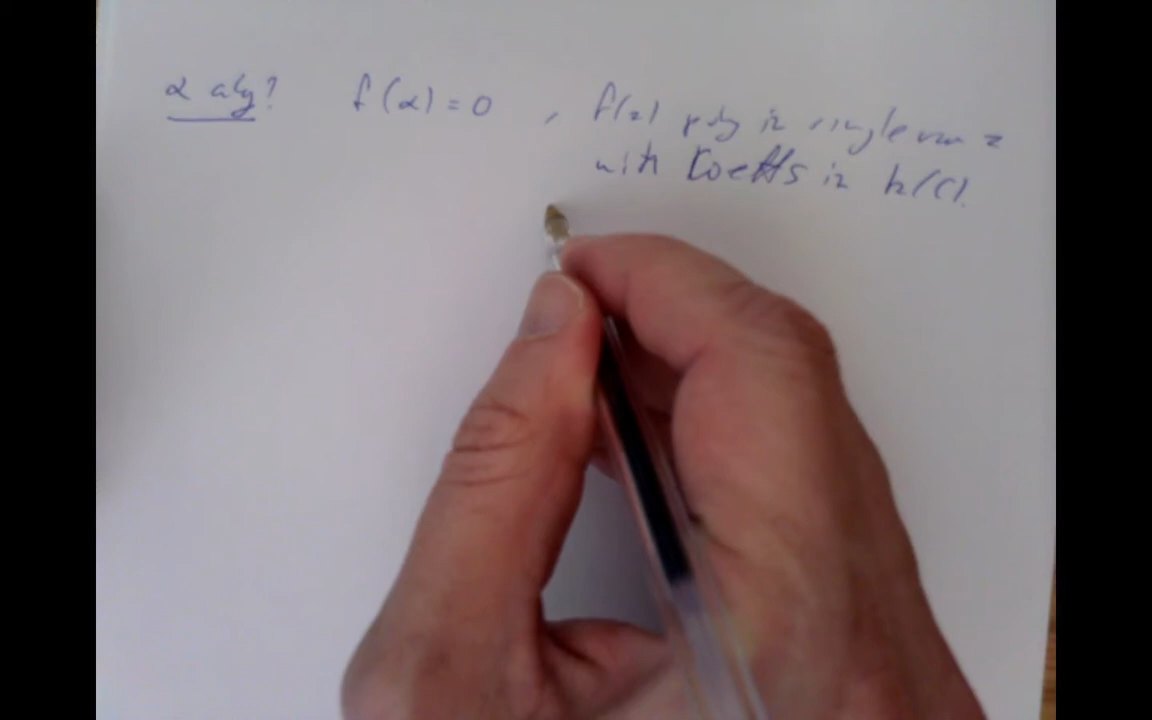 α alg? f(α) = 0 , f(z) poly in single var z
with coeffs in k(C).